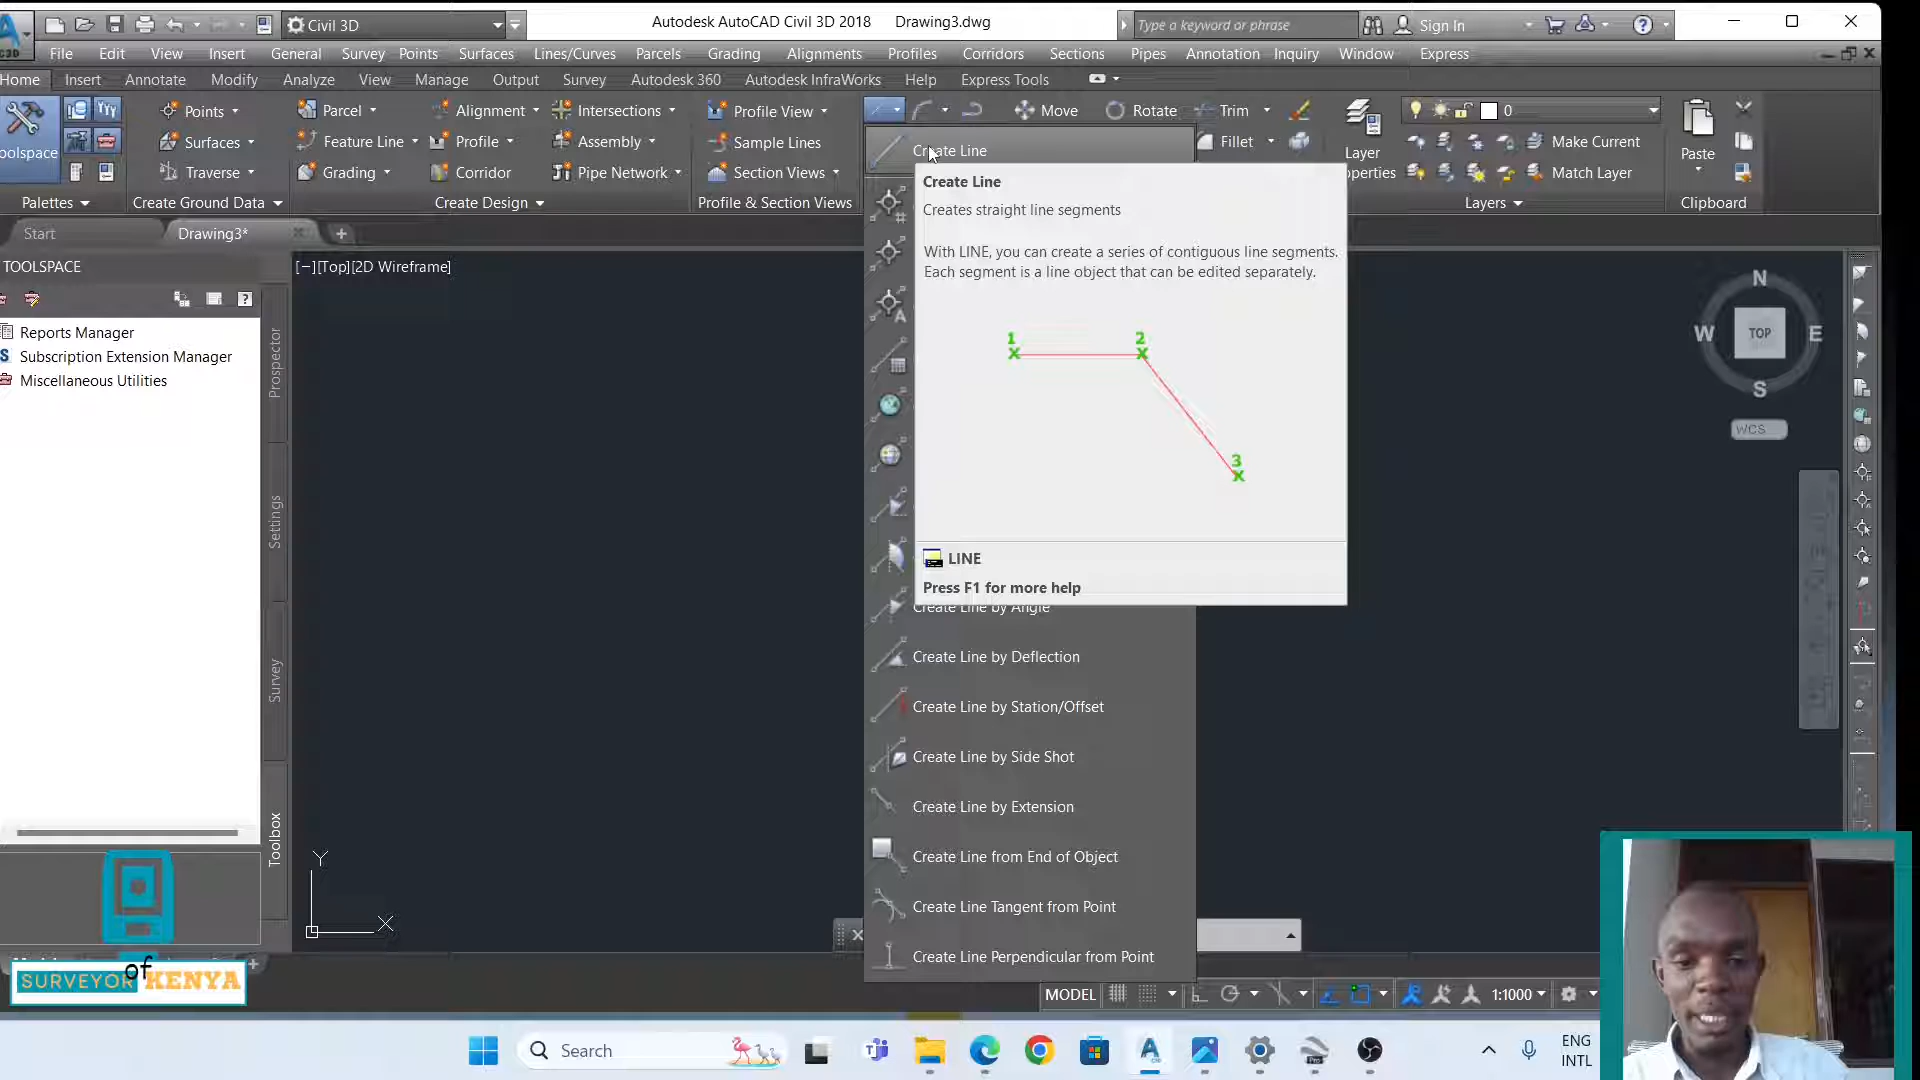 Civil 3D
Autodesk AutoCAD Civil 3D 2018 Drawing3.dwg
Type a keyword or phrase
Sign In
File Edit View Insert General Survey Points Surfaces Lines/Curves Parcels Grading Alignments Profiles Corridors Sections Pipes Annotation Inquiry Window Express
Home Insert Annotate Modify Analyze View Manage Output Survey Autodesk 360 Autodesk InfraWorks Help Express Tools
Points Parcel Alignment Intersections Profile View Move Rotate Trim 0
Surfaces Feature Line Profile Assembly Sample Lines Fillet Make Current
Traverse Grading Corridor Pipe Network Section Views Match Layer
oolspace
Layer
operties
Paste
Palettes Create Ground Data Create Design Profile & Section Views Layers Clipboard
Start Drawing3*
TOOLSPACE
[−][Top][2D Wireframe]
Reports Manager
Subscription Extension Manager
Miscellaneous Utilities
Prospector
Settings
Survey
Toolbox
Create Line
Create Line
Creates straight line segments
With LINE, you can create a series of contiguous line segments.
Each segment is a line object that can be edited separately.
1 2
3
LINE
Press F1 for more help
Create Line by Angle
Create Line by Deflection
Create Line by Station/Offset
Create Line by Side Shot
Create Line by Extension
Create Line from End of Object
Create Line Tangent from Point
Create Line Perpendicular from Point
N
W TOP E
S
WCS
Y
X
SURVEYOR of KENYA
MODEL 1:1000
Search
ENG
INTL